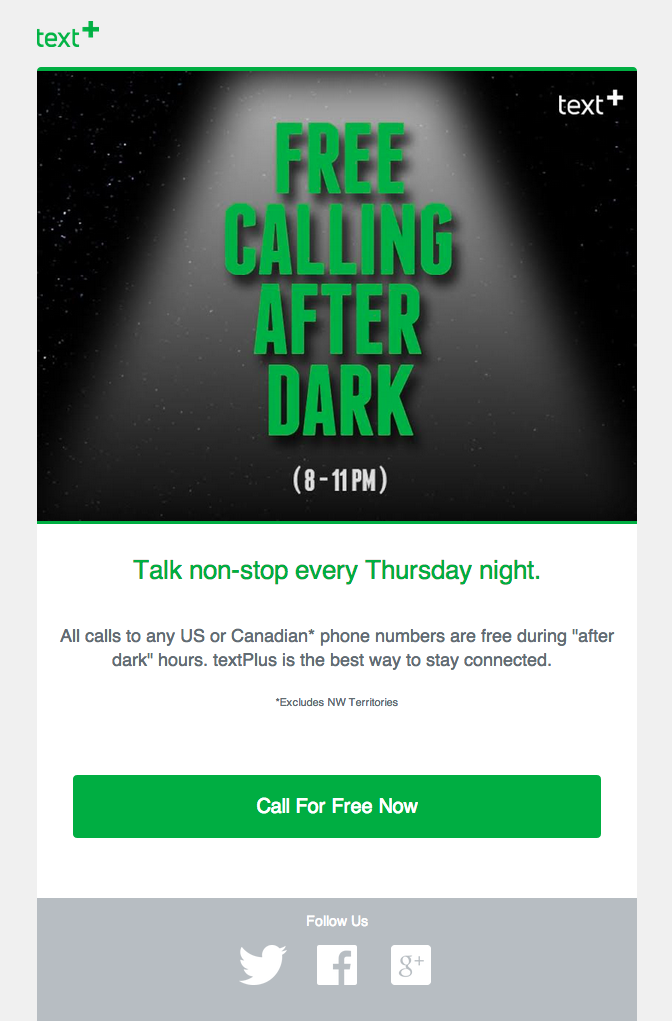 text+
text+
FREE
CALLING
AFTER
DARK
( 8 - 11 PM )
Talk non-stop every Thursday night.
All calls to any US or Canadian* phone numbers are free during "after
dark" hours. textPlus is the best way to stay connected.
*Excludes NW Territories
Call For Free Now
Follow Us
g+